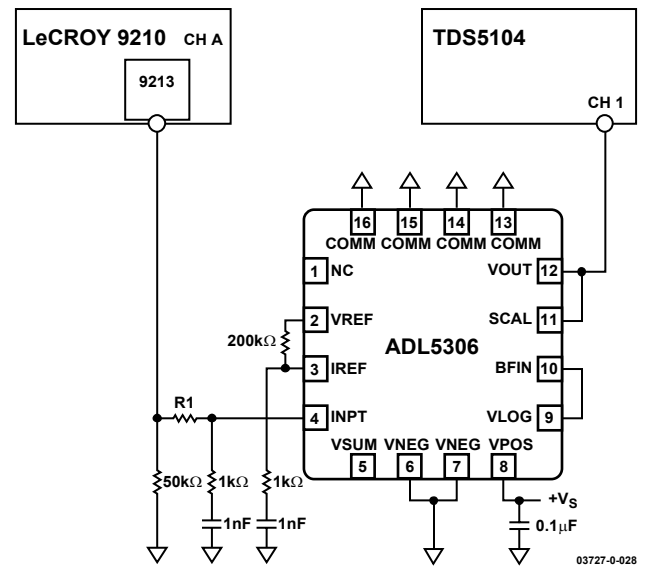 LeCROY 9210 CH A
9213
TDS5104
CH 1
16 15 14 13
COMM COMM COMM COMM
1 NC
VOUT 12
2 VREF
SCAL 11
200kΩ
ADL5306
3 IREF
BFIN 10
R1
4 INPT
VLOG 9
VSUM VNEG VNEG VPOS
5 6 7 8
50kΩ 1kΩ 1kΩ
+VS
1nF 1nF
0.1μF
03727-0-028